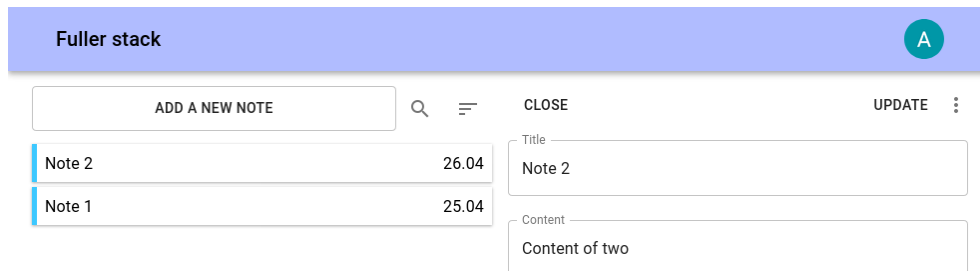 Fuller stack
A
ADD A NEW NOTE
Note 2 26.04
Note 1 25.04
CLOSE UPDATE
Title
Note 2
Content
Content of two